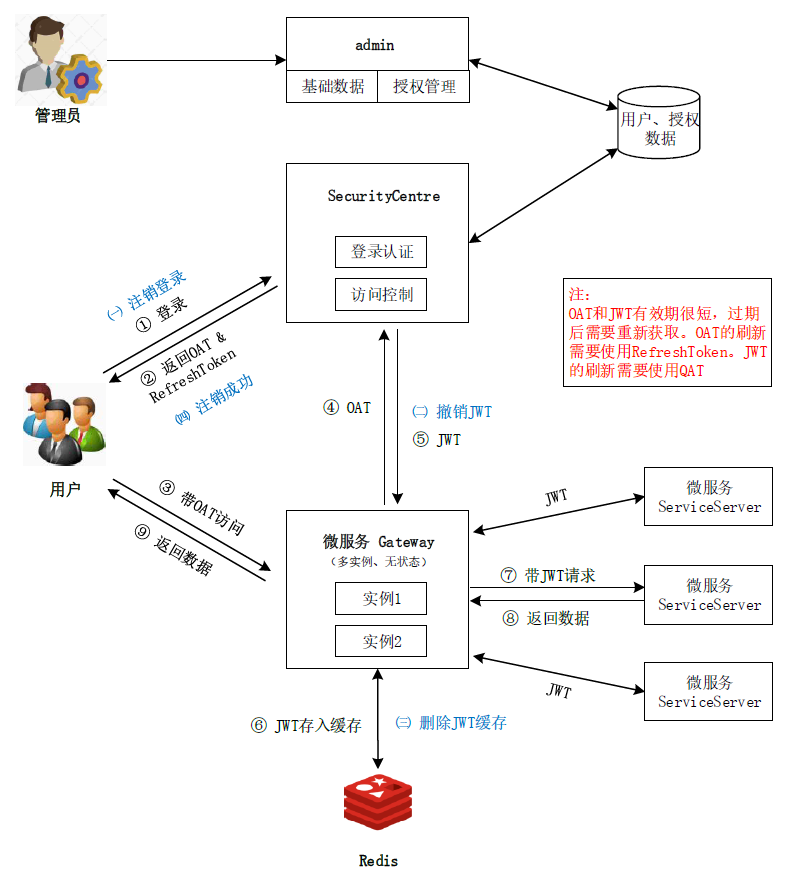 admin
基础数据
授权管理
管理员
用户、授权
数据
SecurityCentre
登录认证
访问控制
㈠ 注销登录
① 登录
② 返回OAT &
RefreshToken
㈣ 注销成功
注:
OAT和JWT有效期很短，过期
后需要重新获取。OAT的刷新
需要使用RefreshToken。JWT
的刷新需要使用QAT
④ OAT
㈡ 撤销JWT
⑤ JWT
用户
③ 带OAT访问
⑨ 返回数据
微服务 Gateway
(多实例、无状态)
实例1
实例2
JWT
微服务
ServiceServer
⑦ 带JWT请求
⑧ 返回数据
微服务
ServiceServer
JWT
微服务
ServiceServer
⑥ JWT存入缓存
㈢ 删除JWT缓存
Redis